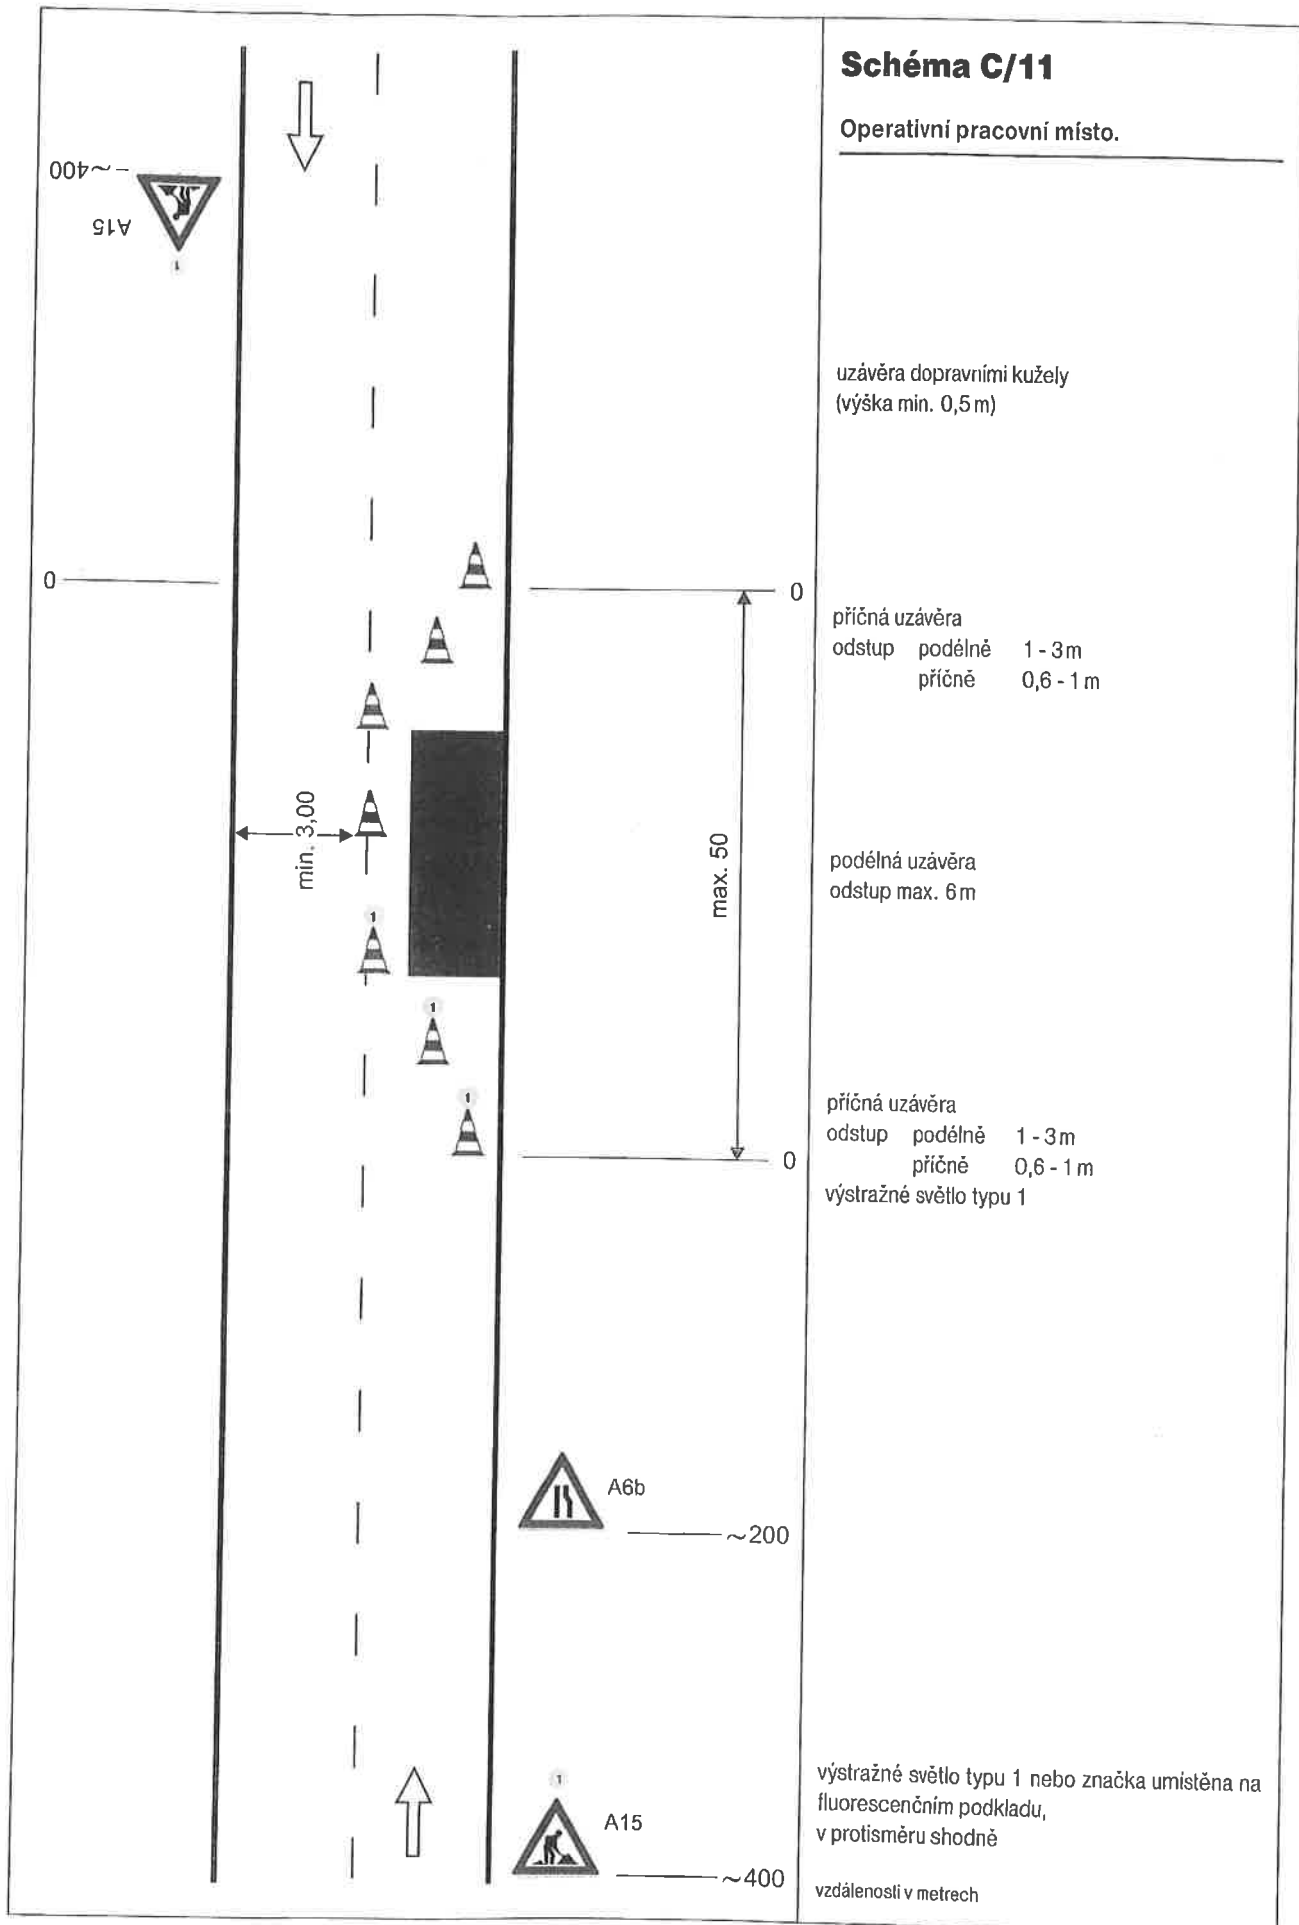 Schéma C/11
Operativní pracovní místo.
~400
A15
1
uzávěra dopravními kužely
(výška min. 0,5 m)
0
0
příčná uzávěra
odstup podélně 1 - 3 m
příčně 0,6 - 1 m
min. 3,00
max. 50
podélná uzávěra
odstup max. 6 m
1
1
1
příčná uzávěra
odstup podélně 1 - 3 m
příčně 0,6 - 1 m
0
výstražné světlo typu 1
A6b
~200
1
A15
~400
výstražné světlo typu 1 nebo značka umístěna na
fluorescenčním podkladu,
v protisměru shodně
vzdálenosti v metrech